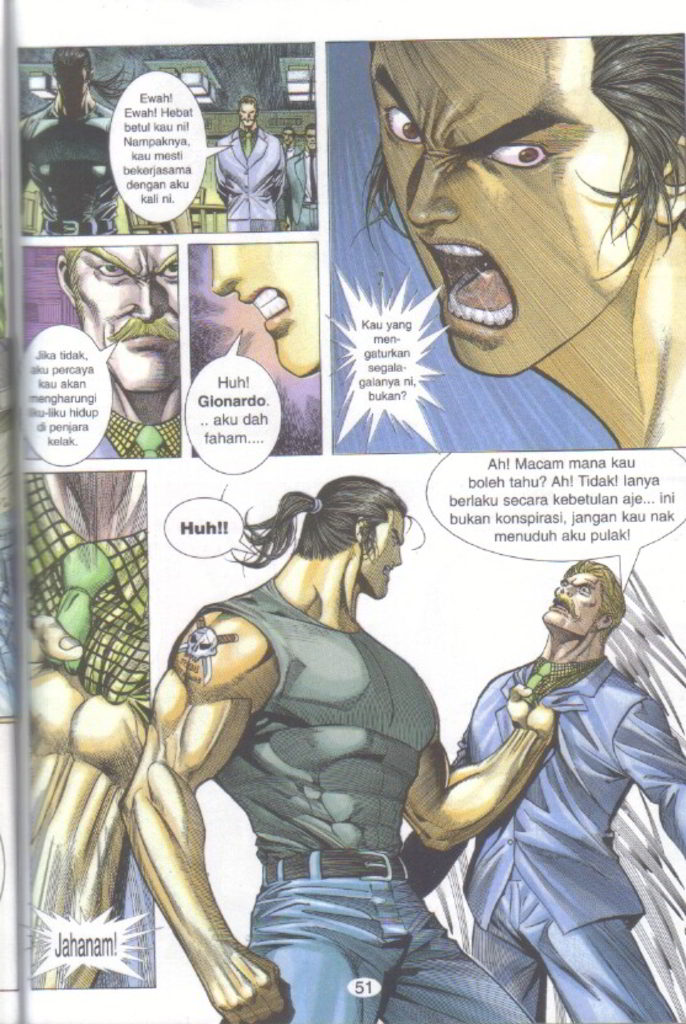 Ewah!
Ewah! Hebat
betul kau ni!
Nampaknya,
kau mesti
bekerjasama
dengan aku
kali ni.
Kau yang
men-
gaturkan
segala-
galanya ni,
bukan?
Jika tidak,
aku percaya
kau akan
mengharungi
liku-liku hidup
di penjara
kelak.
Huh!
Gionardo.
.. aku dah
faham....
Jahanam!
Huh!!
Ah! Macam mana kau
boleh tahu? Ah! Tidak! Ianya
berlaku secara kebetulan aje... ini
bukan konspirasi, jangan kau nak
menuduh aku pulak!
51